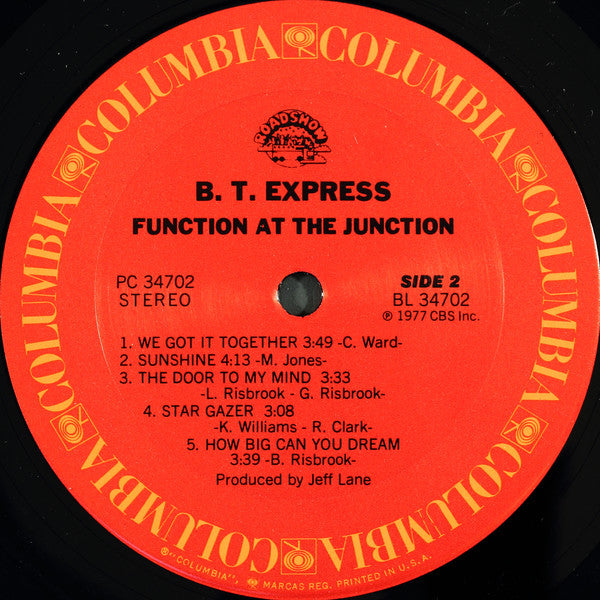 COLUMBIA COLUMBIA COLUMBIA COLUMBIA COLUMBIA COLUMBIA
ROADSHOW
B. T. EXPRESS
FUNCTION AT THE JUNCTION
PC 34702
STEREO
SIDE 2
BL 34702
℗ 1977 CBS Inc.
1. WE GOT IT TOGETHER 3:49 -C. Ward-
2. SUNSHINE 4:13 -M. Jones-
3. THE DOOR TO MY MIND 3:33
-L. Risbrook - G. Risbrook-
4. STAR GAZER 3:08
-K. Williams - R. Clark-
5. HOW BIG CAN YOU DREAM
3:39 -B. Risbrook-
Produced by Jeff Lane
®"COLUMBIA", MARCAS REG. PRINTED IN U.S.A.